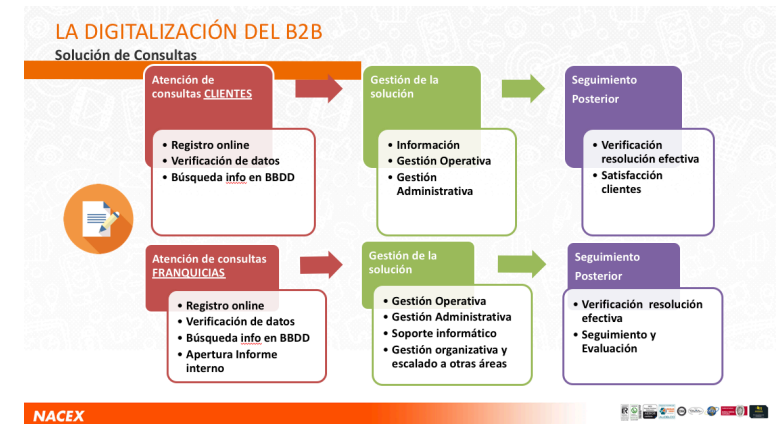 LA DIGITALIZACIÓN DEL B2B
Solución de Consultas
Atención de
consultas CLIENTES
• Registro online
• Verificación de datos
• Búsqueda info en BBDD
Gestión de la
solución
• Información
• Gestión Operativa
• Gestión
Administrativa
Seguimiento
Posterior
• Verificación
resolución efectiva
• Satisfacción
clientes
Atención de consultas
FRANQUICIAS
• Registro online
• Verificación de datos
• Búsqueda info en BBDD
• Apertura Informe
interno
Gestión de la
solución
• Gestión Operativa
• Gestión Administrativa
• Soporte informático
• Gestión organizativa y
escalado a otras áreas
Seguimiento
Posterior
• Verificación resolución
efectiva
• Seguimiento y
Evaluación
NACEX